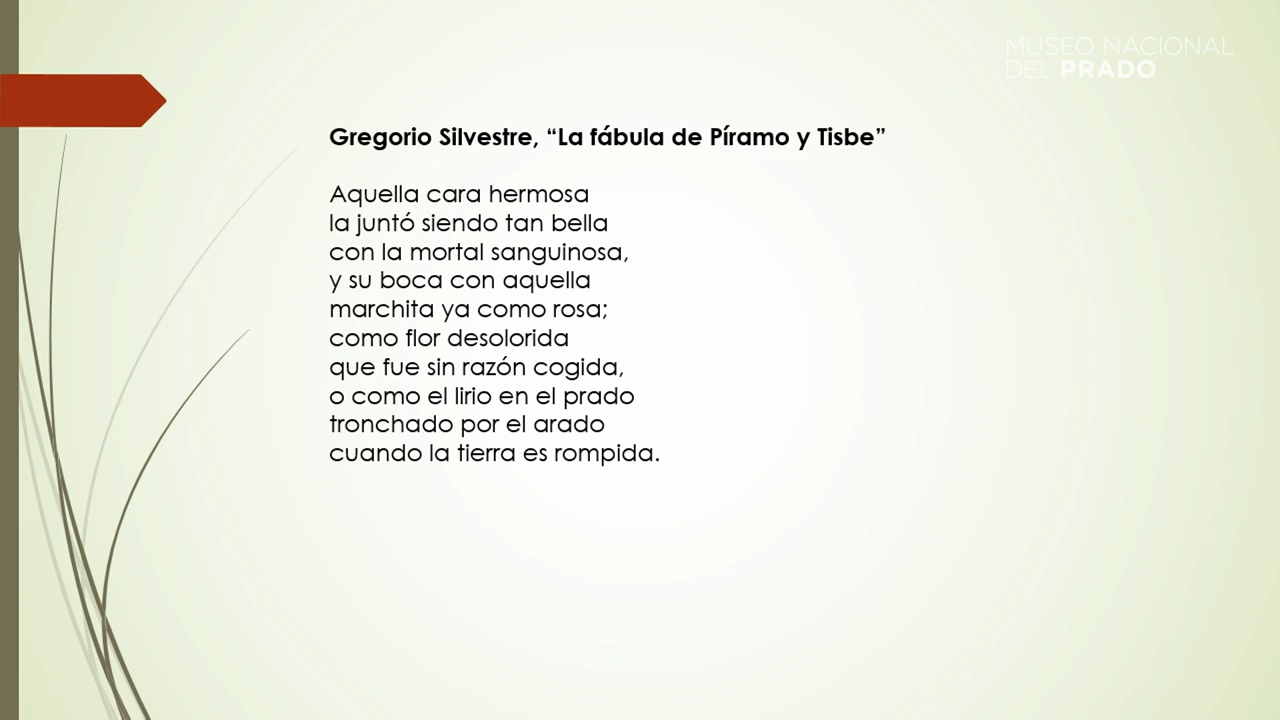 MUSEO NACIONAL
DEL PRADO
Gregorio Silvestre, “La fábula de Píramo y Tisbe”
Aquella cara hermosa
la juntó siendo tan bella
con la mortal sanguinosa,
y su boca con aquella
marchita ya como rosa;
como flor desolorida
que fue sin razón cogida,
o como el lirio en el prado
tronchado por el arado
cuando la tierra es rompida.